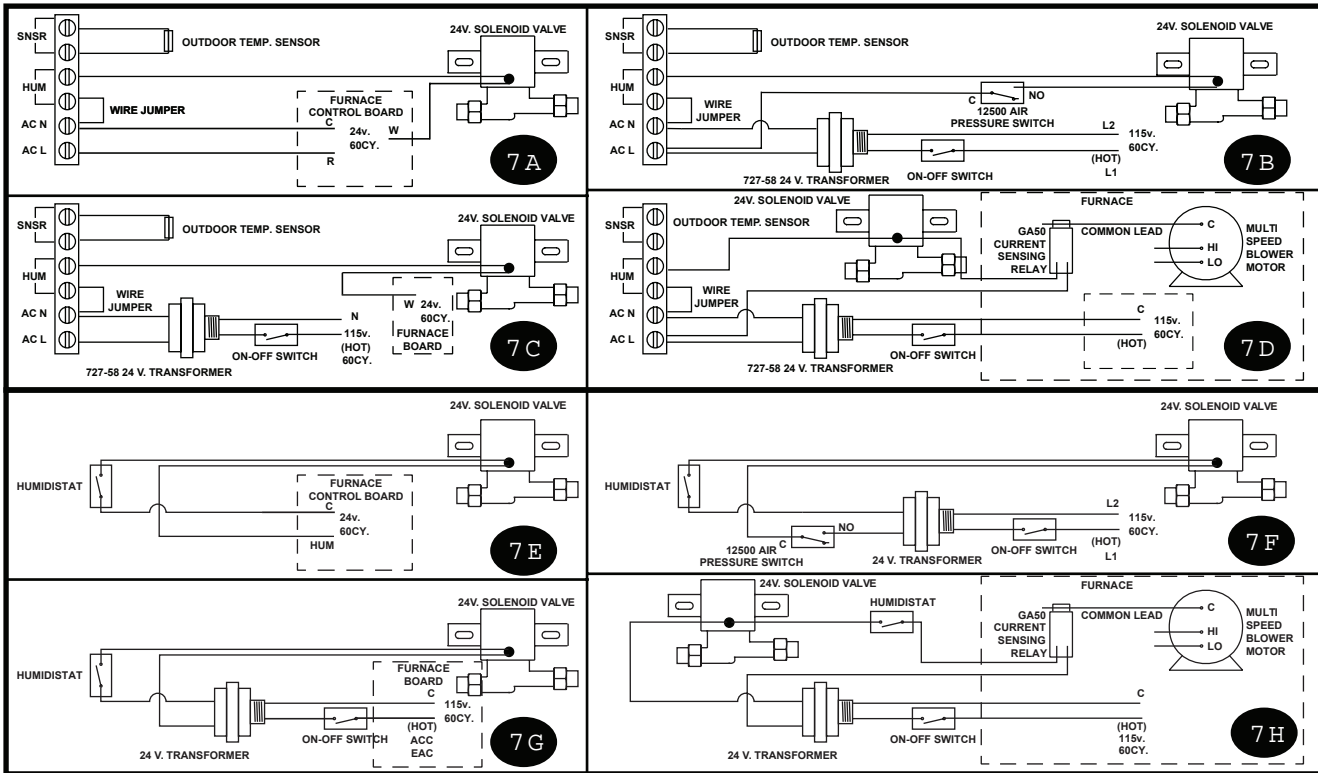 SNSR
OUTDOOR TEMP. SENSOR
24V. SOLENOID VALVE
HUM
WIRE JUMPER
FURNACE
CONTROL BOARD
AC N
C
24v.
W
60CY.
AC L
R
7A
SNSR
OUTDOOR TEMP. SENSOR
24V. SOLENOID VALVE
HUM
WIRE
JUMPER
C
NO
12500 AIR
PRESSURE SWITCH
AC N
L2
115v.
60CY.
AC L
(HOT)
L1
ON-OFF SWITCH
727-58 24 V. TRANSFORMER
7B
SNSR
OUTDOOR TEMP. SENSOR
24V. SOLENOID VALVE
HUM
WIRE
JUMPER
W
24v.
60CY.
FURNACE
BOARD
AC N
N
115v.
(HOT)
60CY.
AC L
ON-OFF SWITCH
727-58 24 V. TRANSFORMER
7C
24V. SOLENOID VALVE
SNSR
OUTDOOR TEMP. SENSOR
FURNACE
GA50
CURRENT
SENSING
RELAY
COMMON LEAD
C
HI
LO
MULTI
SPEED
BLOWER
MOTOR
HUM
WIRE
JUMPER
AC N
C
115v.
60CY.
(HOT)
AC L
ON-OFF SWITCH
727-58 24 V. TRANSFORMER
7D
24V. SOLENOID VALVE
HUMIDISTAT
FURNACE
CONTROL BOARD
C
24v.
60CY.
HUM
7E
24V. SOLENOID VALVE
HUMIDISTAT
L2
115v.
60CY.
(HOT)
L1
NO
C
12500 AIR
PRESSURE SWITCH
24 V. TRANSFORMER
ON-OFF SWITCH
7F
24V. SOLENOID VALVE
HUMIDISTAT
FURNACE
BOARD
C
115v.
60CY.
(HOT)
ACC
EAC
ON-OFF SWITCH
24 V. TRANSFORMER
7G
24V. SOLENOID VALVE
HUMIDISTAT
FURNACE
GA50
CURRENT
SENSING
RELAY
COMMON LEAD
C
HI
LO
MULTI
SPEED
BLOWER
MOTOR
C
(HOT)
115v.
60CY.
ON-OFF SWITCH
24 V. TRANSFORMER
7H